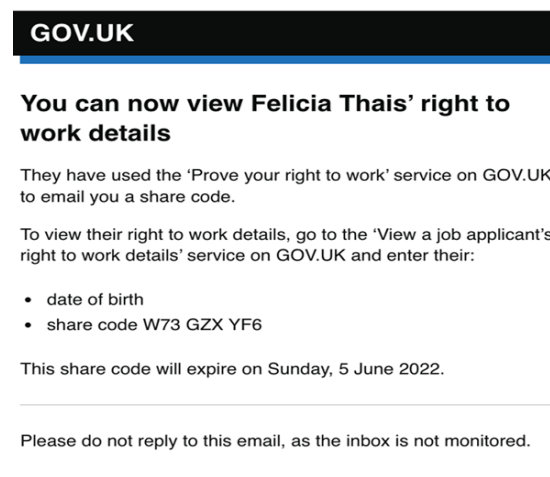 GOV.UK
You can now view Felicia Thais’ right to
work details
They have used the ‘Prove your right to work’ service on GOV.UK
to email you a share code.
To view their right to work details, go to the ‘View a job applicant’s
right to work details’ service on GOV.UK and enter their:
• date of birth
• share code W73 GZX YF6
This share code will expire on Sunday, 5 June 2022.
Please do not reply to this email, as the inbox is not monitored.